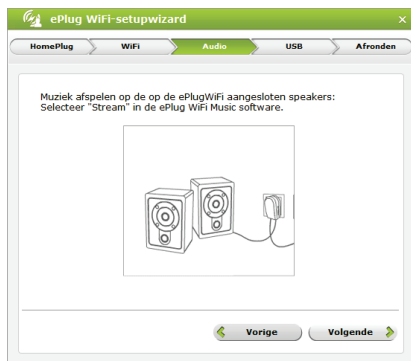 ePlug WiFi-setupwizard
HomePlug
WiFi
Audio
USB
Afronden
Muziek afspelen op de op de ePlugWiFi aangesloten speakers:
Selecteer "Stream" in de ePlug WiFi Music software.
Vorige
Volgende